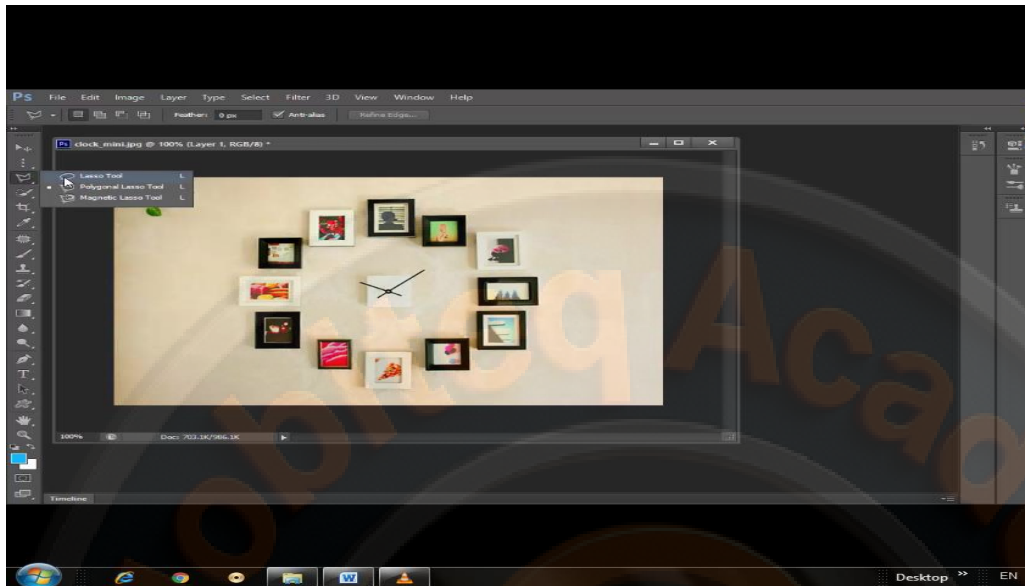 Ps File Edit Image Layer Type Select Filter 3D View Window Help
Feather: 0 px Anti-alias Refine Edge...
Ps clock_mini.jpg @ 100% (Layer 1, RGB/8) *
Lasso Tool L
Polygonal Lasso Tool L
Magnetic Lasso Tool L
100% Doc: 703.1K/906.1K
Timeline
Desktop » EN